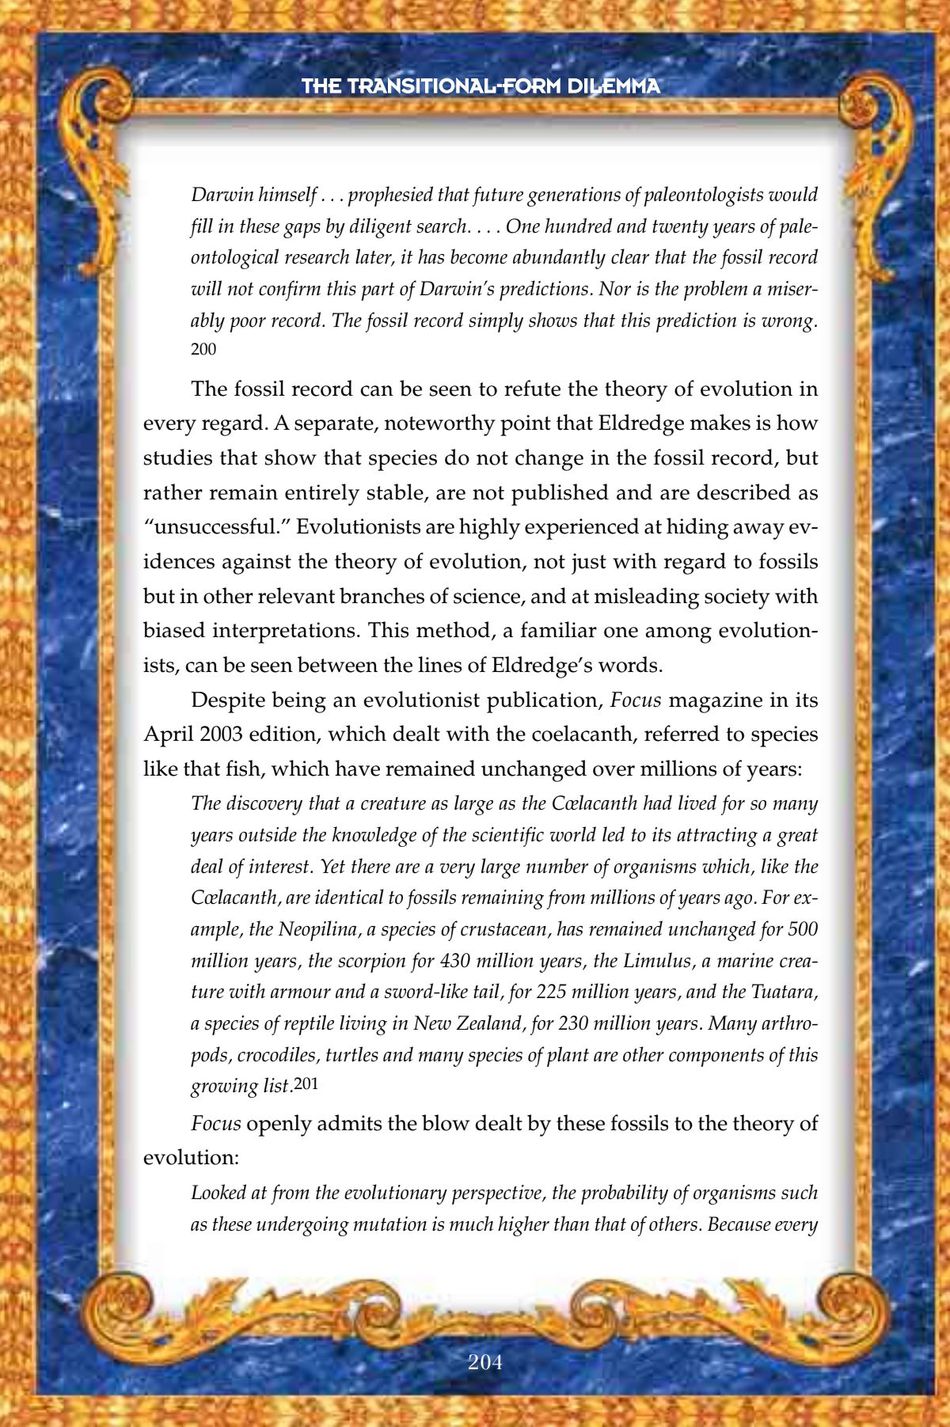 THE TRANSITIONAL-FORM DILEMMA
Darwin himself . . . prophesied that future generations of paleontologists would
fill in these gaps by diligent search. . . . One hundred and twenty years of pale-
ontological research later, it has become abundantly clear that the fossil record
will not confirm this part of Darwin's predictions. Nor is the problem a miser-
ably poor record. The fossil record simply shows that this prediction is wrong.
200
The fossil record can be seen to refute the theory of evolution in
every regard. A separate, noteworthy point that Eldredge makes is how
studies that show that species do not change in the fossil record, but
rather remain entirely stable, are not published and are described as
“unsuccessful.” Evolutionists are highly experienced at hiding away ev-
idences against the theory of evolution, not just with regard to fossils
but in other relevant branches of science, and at misleading society with
biased interpretations. This method, a familiar one among evolution-
ists, can be seen between the lines of Eldredge’s words.
Despite being an evolutionist publication, Focus magazine in its
April 2003 edition, which dealt with the coelacanth, referred to species
like that fish, which have remained unchanged over millions of years:
The discovery that a creature as large as the Cœlacanth had lived for so many
years outside the knowledge of the scientific world led to its attracting a great
deal of interest. Yet there are a very large number of organisms which, like the
Cœlacanth, are identical to fossils remaining from millions of years ago. For ex-
ample, the Neopilina, a species of crustacean, has remained unchanged for 500
million years, the scorpion for 430 million years, the Limulus, a marine crea-
ture with armour and a sword-like tail, for 225 million years, and the Tuatara,
a species of reptile living in New Zealand, for 230 million years. Many arthro-
pods, crocodiles, turtles and many species of plant are other components of this
growing list.201
Focus openly admits the blow dealt by these fossils to the theory of
evolution:
Looked at from the evolutionary perspective, the probability of organisms such
as these undergoing mutation is much higher than that of others. Because every
204